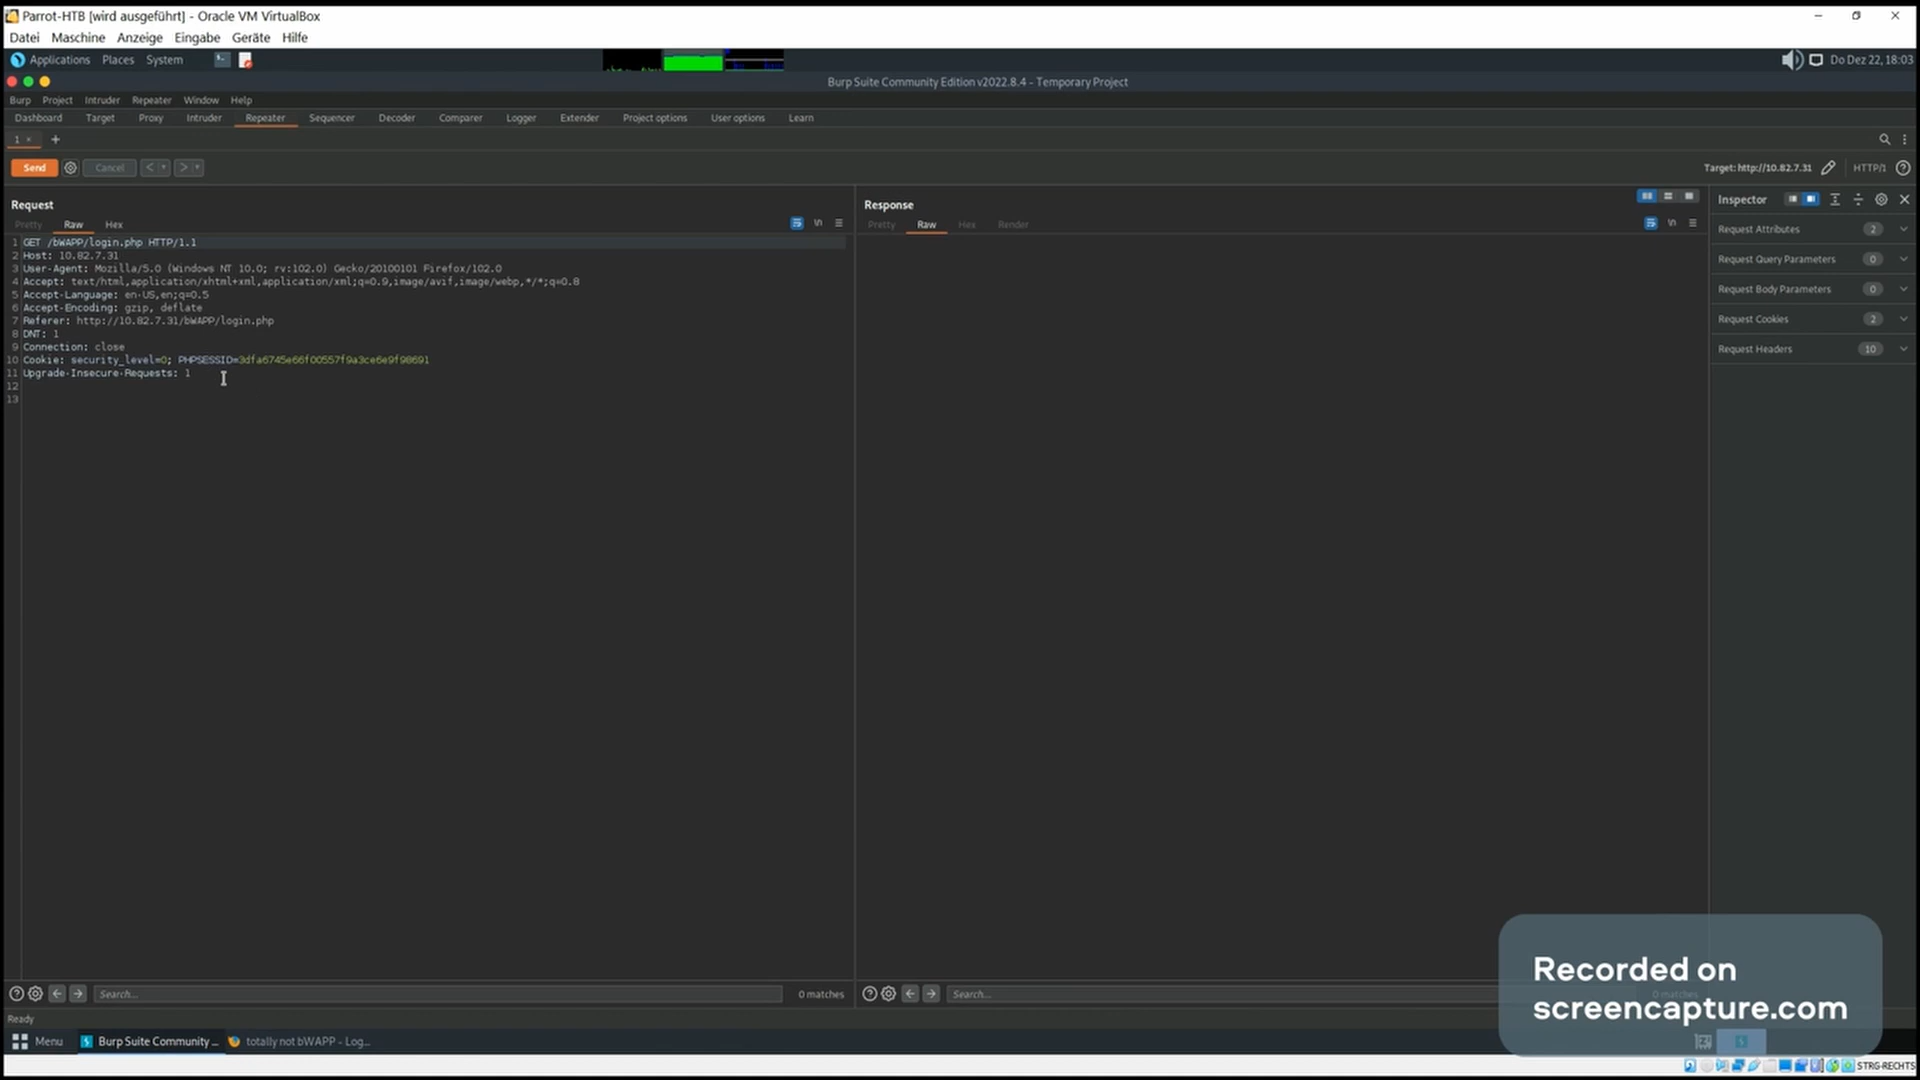 Parrot-HTB [wird ausgeführt] - Oracle VM VirtualBox
Datei Maschine Anzeige Eingabe Geräte Hilfe
Applications Places System
Do Dez 22, 18:03
Burp Suite Community Edition v2022.8.4 - Temporary Project
Burp Project Intruder Repeater Window Help
Dashboard Target Proxy Intruder Repeater Sequencer Decoder Comparer Logger Extender Project options User options Learn
1 × +
Send Cancel < >
Target: http://10.82.7.31 HTTP/1
Request
Pretty Raw Hex
\n
1 GET /bWAPP/login.php HTTP/1.1
2 Host: 10.82.7.31
3 User-Agent: Mozilla/5.0 (Windows NT 10.0; rv:102.0) Gecko/20100101 Firefox/102.0
4 Accept: text/html,application/xhtml+xml,application/xml;q=0.9,image/avif,image/webp,*/*;q=0.8
5 Accept-Language: en-US,en;q=0.5
6 Accept-Encoding: gzip, deflate
7 Referer: http://10.82.7.31/bWAPP/login.php
8 DNT: 1
9 Connection: close
10 Cookie: security_level=0; PHPSESSID=3dfa6745e66f00557f9a3ce6e9f98691
11 Upgrade-Insecure-Requests: 1
12
13
Response
Pretty Raw Hex Render
\n
Inspector
Request Attributes 2
Request Query Parameters 0
Request Body Parameters 0
Request Cookies 2
Request Headers 10
Search... 0 matches
Search... 0 matches
Ready
Menu Burp Suite Community ... totally not bWAPP - Log...
Recorded on
screencapture.com
STRG-RECHTS